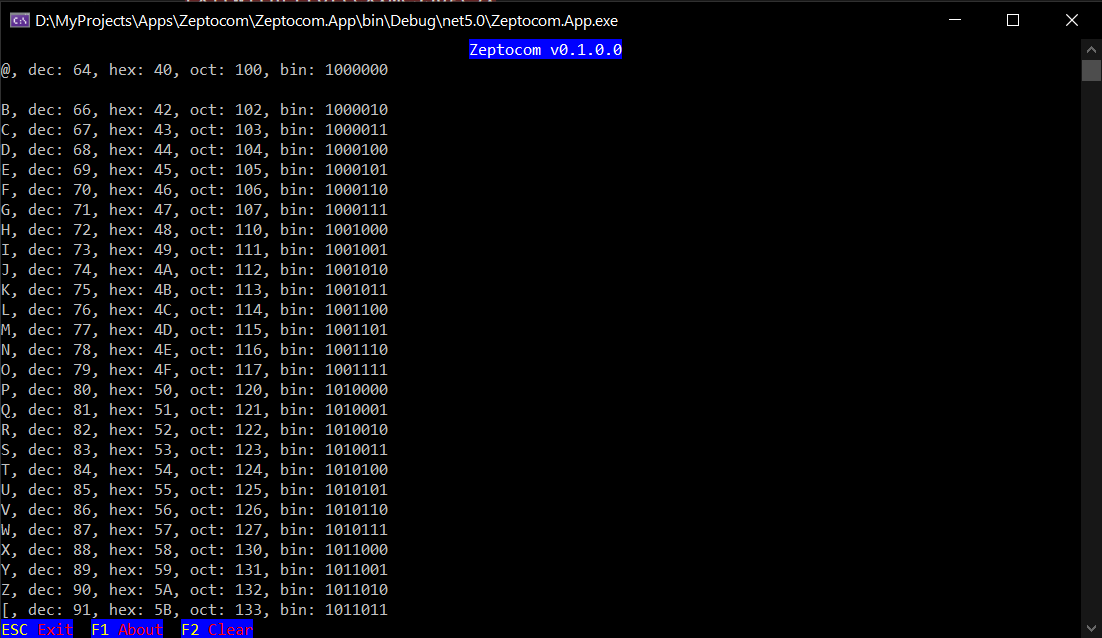 D:\MyProjects\Apps\Zeptocom\Zeptocom.App\bin\Debug\net5.0\Zeptocom.App.exe
Zeptocom v0.1.0.0
@, dec: 64, hex: 40, oct: 100, bin: 1000000
B, dec: 66, hex: 42, oct: 102, bin: 1000010
C, dec: 67, hex: 43, oct: 103, bin: 1000011
D, dec: 68, hex: 44, oct: 104, bin: 1000100
E, dec: 69, hex: 45, oct: 105, bin: 1000101
F, dec: 70, hex: 46, oct: 106, bin: 1000110
G, dec: 71, hex: 47, oct: 107, bin: 1000111
H, dec: 72, hex: 48, oct: 110, bin: 1001000
I, dec: 73, hex: 49, oct: 111, bin: 1001001
J, dec: 74, hex: 4A, oct: 112, bin: 1001010
K, dec: 75, hex: 4B, oct: 113, bin: 1001011
L, dec: 76, hex: 4C, oct: 114, bin: 1001100
M, dec: 77, hex: 4D, oct: 115, bin: 1001101
N, dec: 78, hex: 4E, oct: 116, bin: 1001110
O, dec: 79, hex: 4F, oct: 117, bin: 1001111
P, dec: 80, hex: 50, oct: 120, bin: 1010000
Q, dec: 81, hex: 51, oct: 121, bin: 1010001
R, dec: 82, hex: 52, oct: 122, bin: 1010010
S, dec: 83, hex: 53, oct: 123, bin: 1010011
T, dec: 84, hex: 54, oct: 124, bin: 1010100
U, dec: 85, hex: 55, oct: 125, bin: 1010101
V, dec: 86, hex: 56, oct: 126, bin: 1010110
W, dec: 87, hex: 57, oct: 127, bin: 1010111
X, dec: 88, hex: 58, oct: 130, bin: 1011000
Y, dec: 89, hex: 59, oct: 131, bin: 1011001
Z, dec: 90, hex: 5A, oct: 132, bin: 1011010
[, dec: 91, hex: 5B, oct: 133, bin: 1011011
ESC Exit F1 About F2 Clear